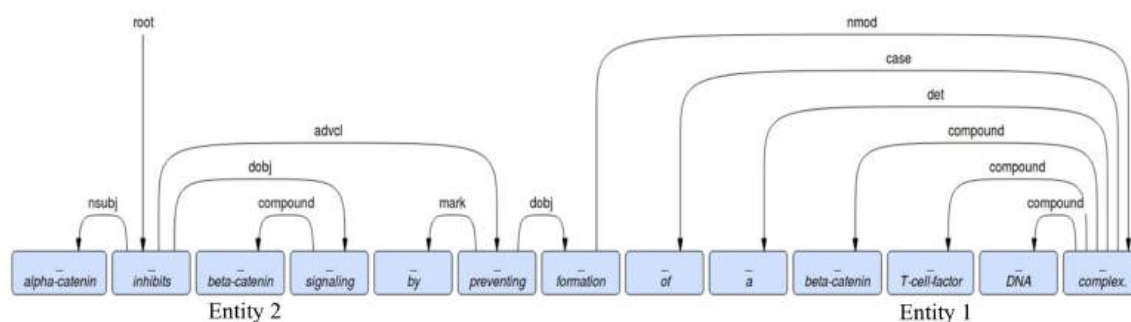 root
nmod
case
det
advcl
compound
dobj
compound
nsubj
compound
mark
dobj
compound
_ _ _ _ _ _ _ _ _ _ _ _ _
alpha-catenin inhibits beta-catenin signaling by preventing formation of a beta-catenin T-cell-factor DNA complex.
Entity 2 Entity 1